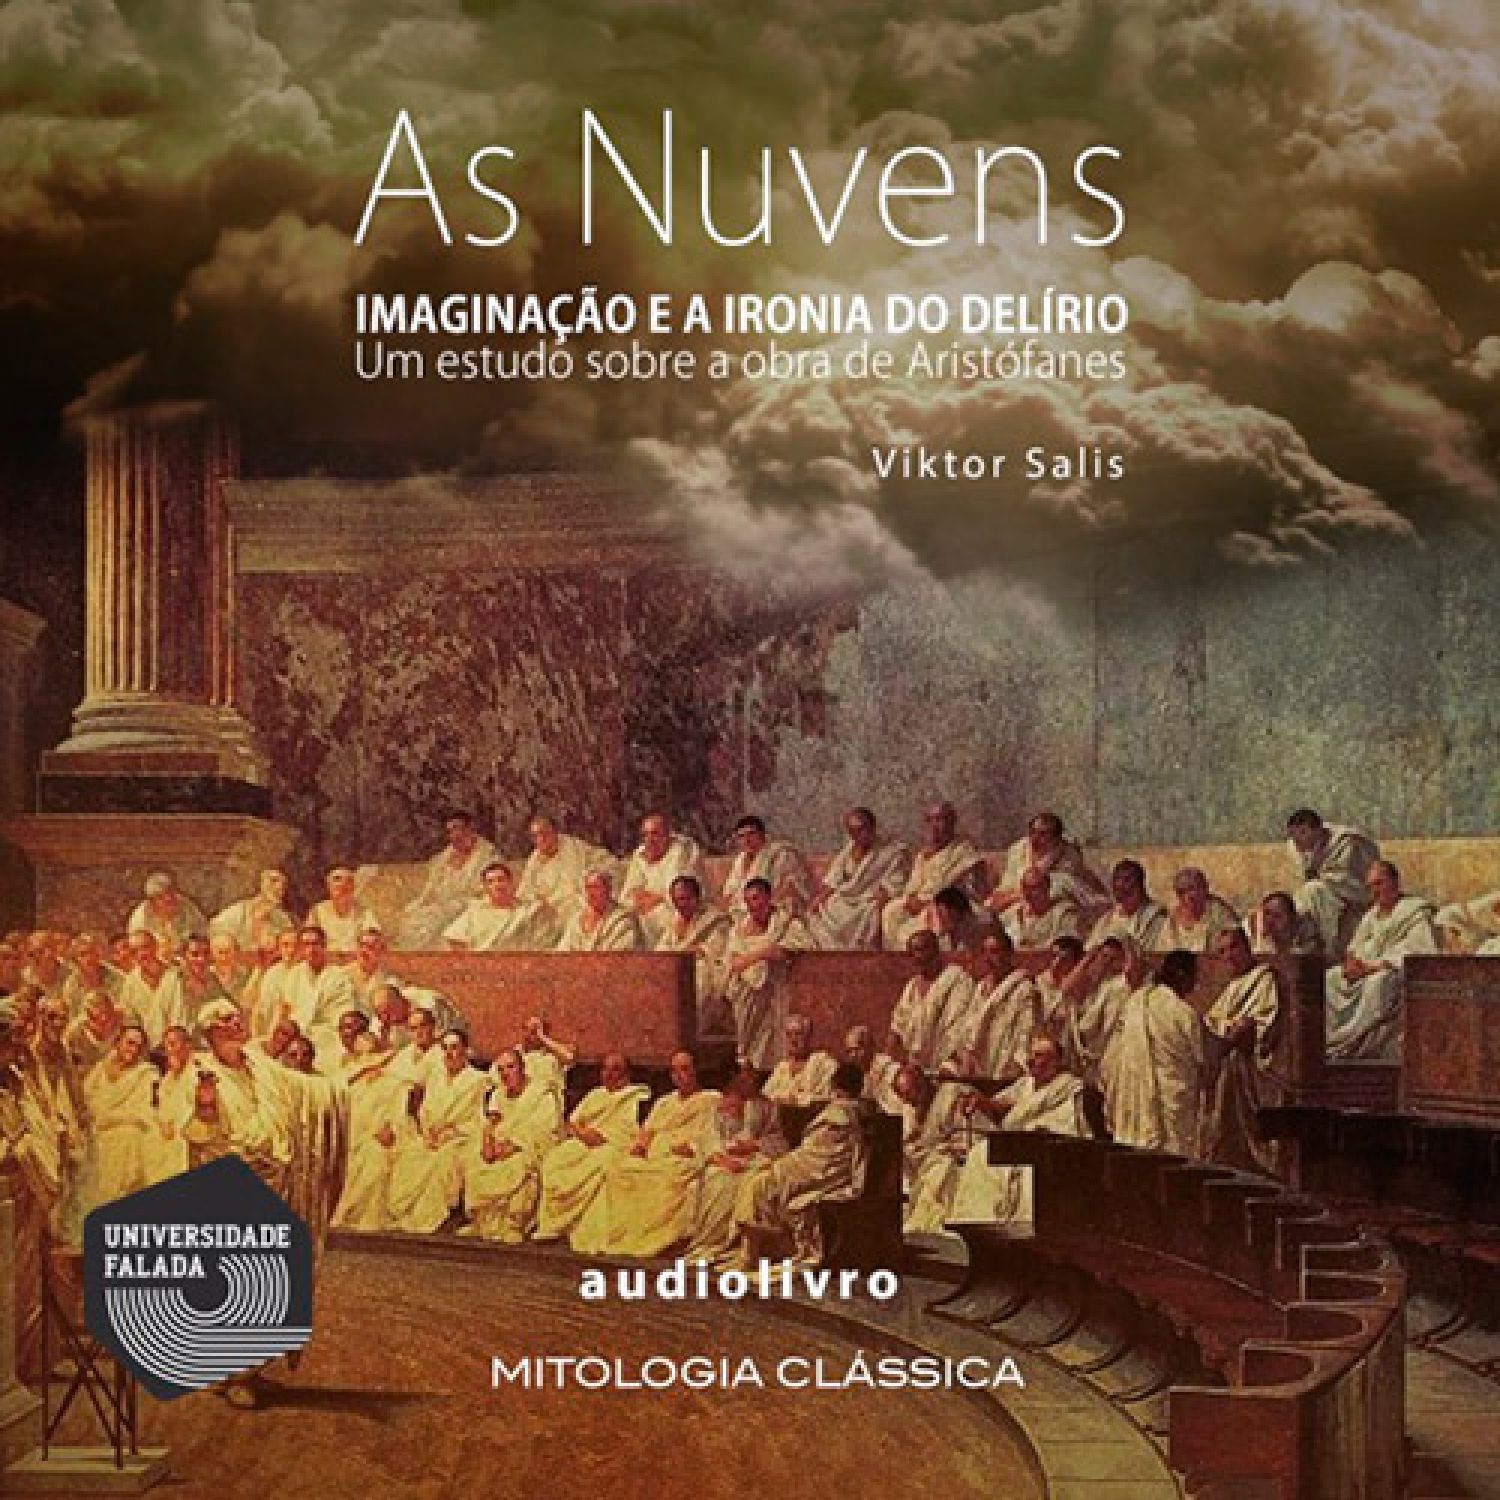 As Nuvens
IMAGINAÇÃO E A IRONIA DO DELÍRIO
Um estudo sobre a obra de Aristófanes
Viktor Salis
UNIVERSIDADE
FALADA
audiolivro
MITOLOGIA CLÁSSICA